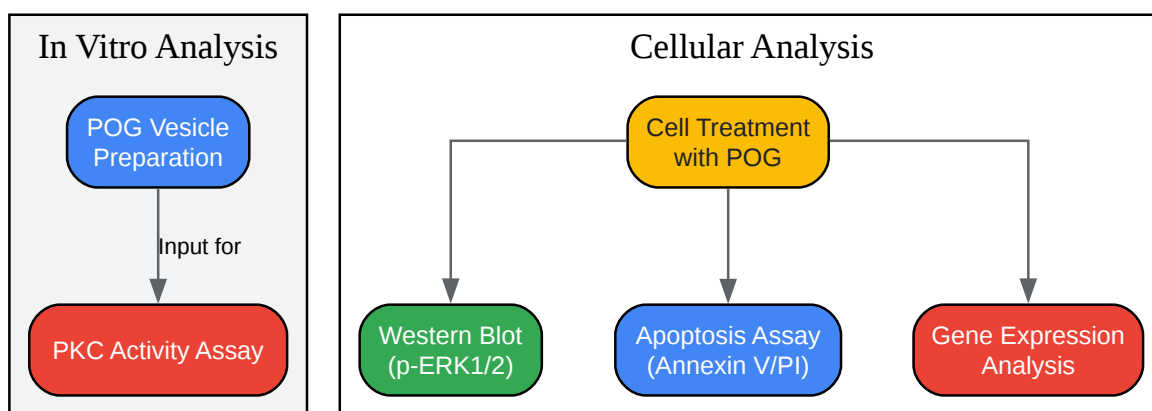 In Vitro Analysis
POG Vesicle
Preparation
Input for
PKC Activity Assay
Cellular Analysis
Cell Treatment
with POG
Western Blot
(p-ERK1/2)
Apoptosis Assay
(Annexin V/PI)
Gene Expression
Analysis